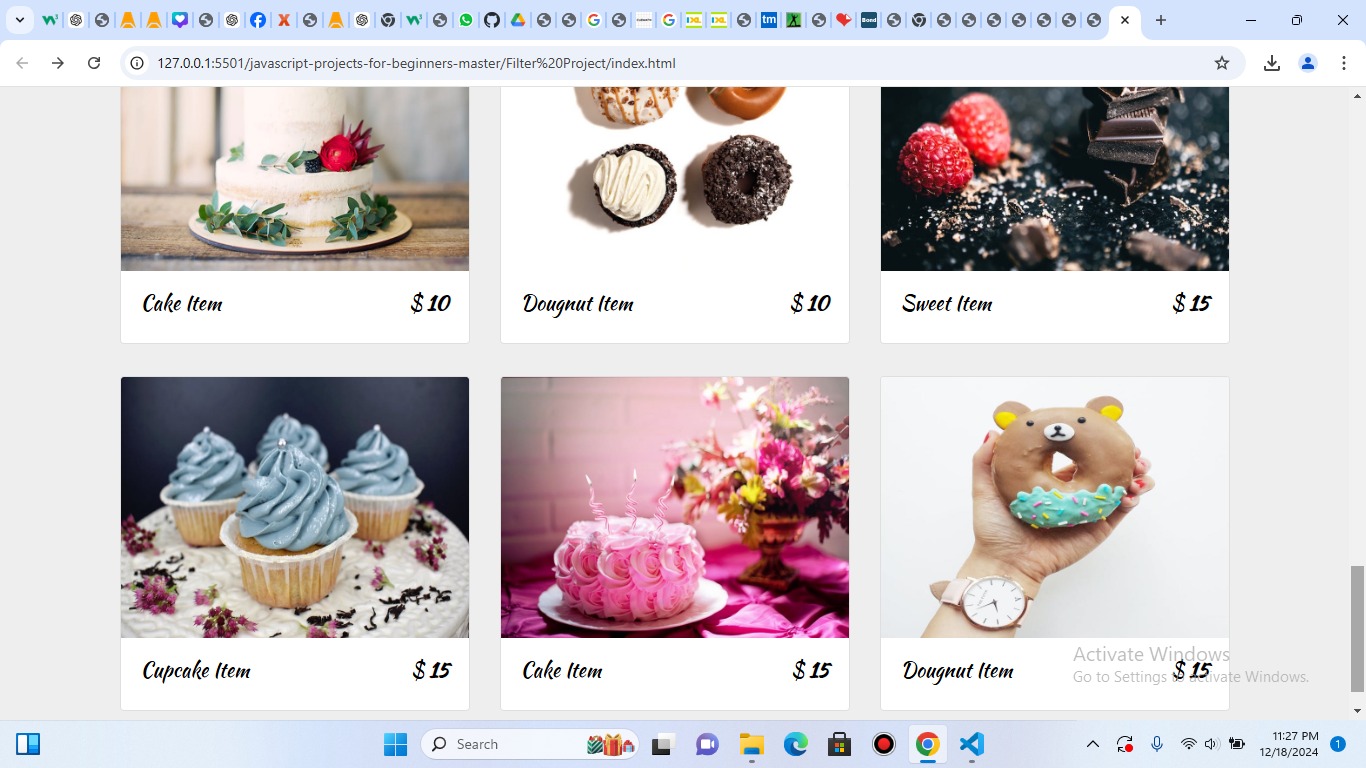 127.0.0.1:5501/javascript-projects-for-beginners-master/Filter%20Project/index.html
Cake Item $ 10
Dougnut Item $ 10
Sweet Item $ 15
Cupcake Item $ 15
Cake Item $ 15
Dougnut Item $ 15
Activate Windows
Go to Settings to activate Windows.
Search
11:27 PM
12/18/2024
1